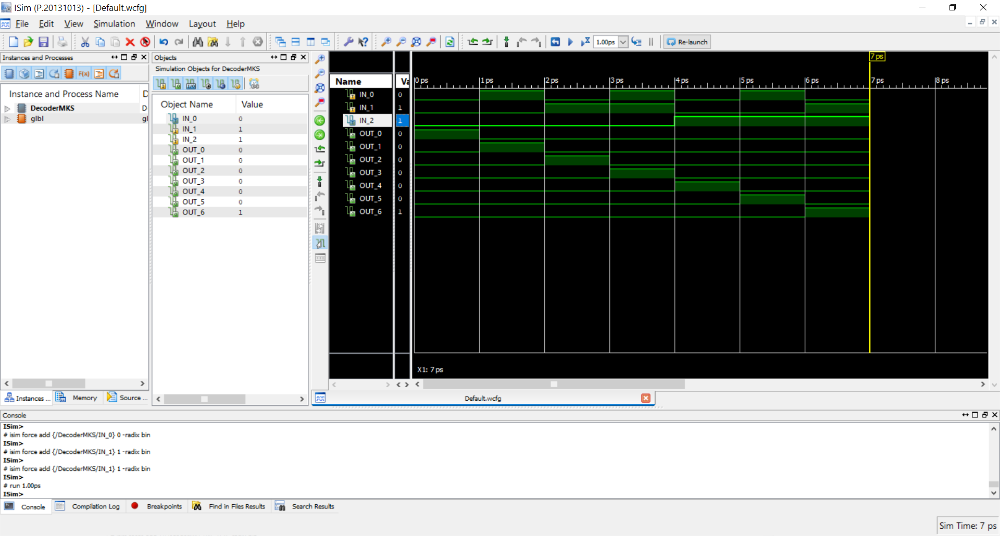 ISim (P.20131013) - [Default.wcfg]
File Edit View Simulation Window Layout Help
1.00ps Re-launch
Instances and Processes
F(x)
Instance and Process Name D
DecoderMKS D
glbl gl
Instances ... Memory Source ...
Objects
Simulation Objects for DecoderMKS
Object Name Value
IN_0 0
IN_1 1
IN_2 1
OUT_0 0
OUT_1 0
OUT_2 0
OUT_3 0
OUT_4 0
OUT_5 0
OUT_6 1
7 ps
Name Va
0 ps 1 ps 2 ps 3 ps 4 ps 5 ps 6 ps 7 ps 8 ps
IN_0 0
IN_1 1
IN_2 1
OUT_0 0
OUT_1 0
OUT_2 0
OUT_3 0
OUT_4 0
OUT_5 0
OUT_6 1
X1: 7 ps
Default.wcfg
Console
ISim>
# isim force add {/DecoderMKS/IN_0} 0 -radix bin
ISim>
# isim force add {/DecoderMKS/IN_1} 1 -radix bin
ISim>
# isim force add {/DecoderMKS/IN_1} 1 -radix bin
ISim>
# run 1.00ps
ISim>
Console Compilation Log Breakpoints Find in Files Results Search Results
Sim Time: 7 ps